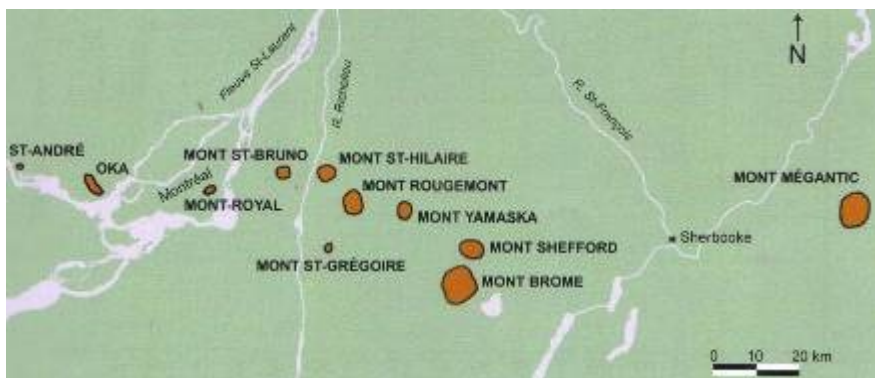 N
Fleuve St-Laurent
R. Richeliou
R. St-François
ST-ANDRÉ
OKA
MONT ST-BRUNO
MONT ST-HILAIRE
Montréal
MONT-ROYAL
MONT ROUGEMONT
MONT YAMASKA
MONT MÉGANTIC
MONT ST-GRÉGOIRE
MONT SHEFFORD
Sherbooke
MONT BROME
0 10 20 km